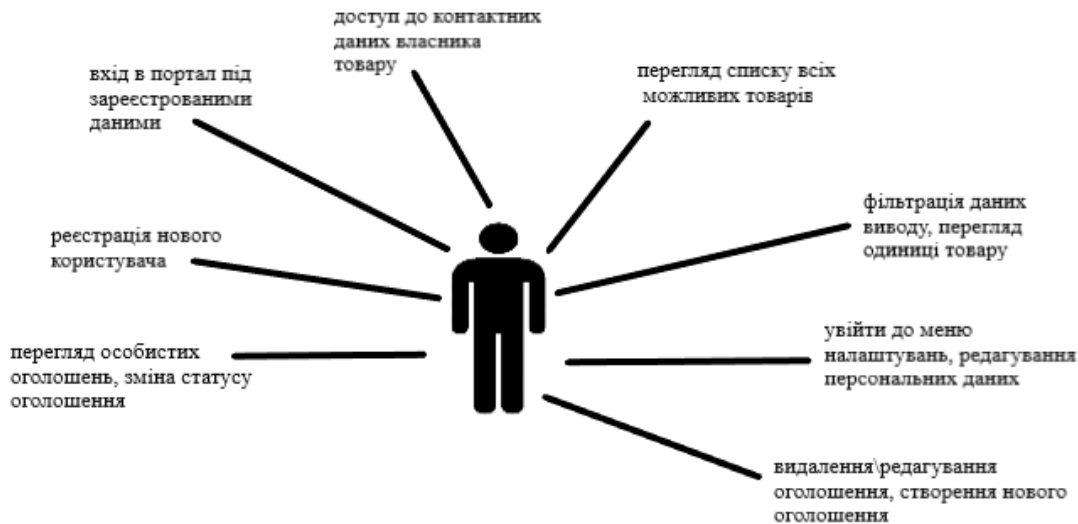 доступ до контактних
даних власника
товару
вхід в портал під
зареєстрованими
даними
перегляд списку всіх
можливих товарів
реєстрація нового
користувача
фільтрація даних
виводу, перегляд
одиниці товару
перегляд особистих
оголошень, зміна статусу
оголошення
увійти до меню
налаштувань, редагування
персональних даних
видалення\редагування
оголошення, створення нового
оголошення